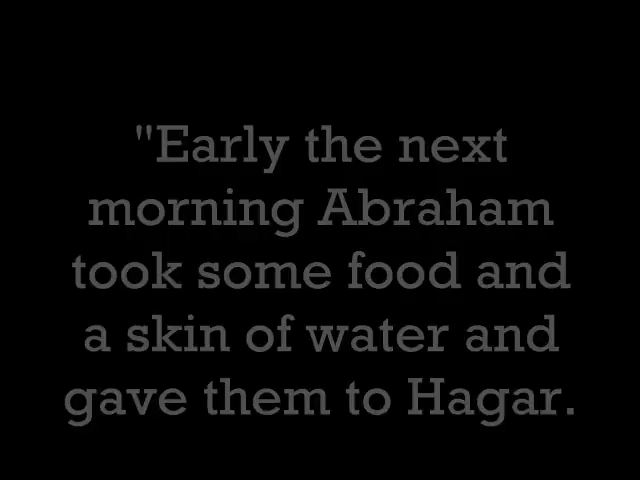 "Early the next
morning Abraham
took some food and
a skin of water and
gave them to Hagar.